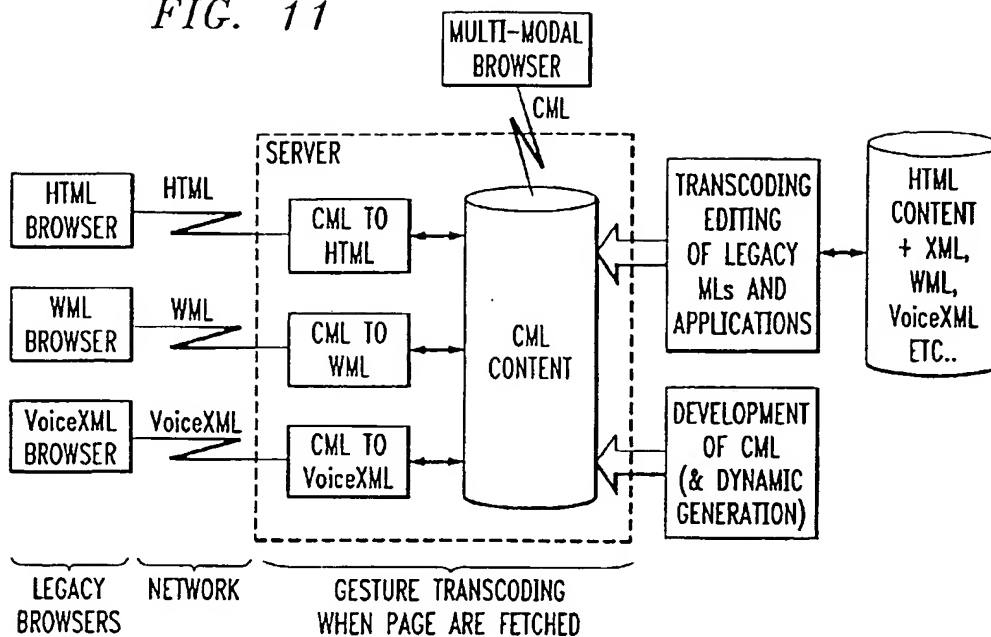 FIG. 11
MULTI-MODAL
BROWSER
CML
SERVER
HTML
BROWSER
HTML
CML TO
HTML
WML
BROWSER
WML
CML TO
WML
VoiceXML
BROWSER
VoiceXML
CML TO
VoiceXML
CML
CONTENT
TRANSCODING
EDITING
OF LEGACY
MLs AND
APPLICATIONS
HTML
CONTENT
+ XML,
WML,
VoiceXML
ETC..
DEVELOPMENT
OF CML
(& DYNAMIC
GENERATION)
LEGACY
BROWSERS
NETWORK
GESTURE TRANSCODING
WHEN PAGE ARE FETCHED